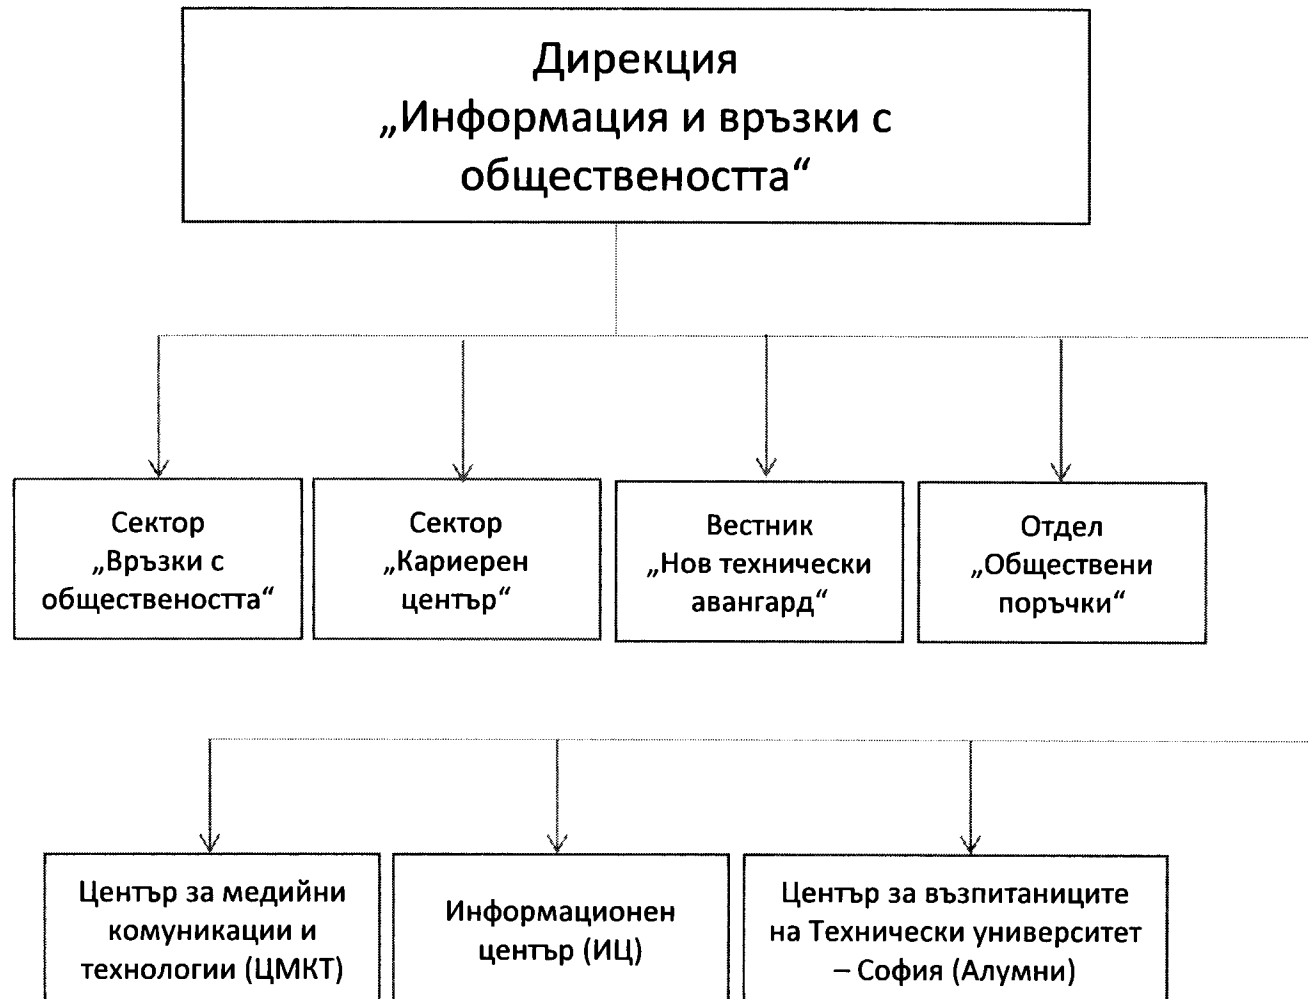 Дирекция
„Информация и връзки с
обществеността“
Сектор
„Връзки с
обществеността“
Сектор
„Кариерен
център“
Вестник
„Нов технически
авангард“
Отдел
„Обществени
поръчки“
Център за медийни
комуникации и
технологии (ЦМКТ)
Информационен
център (ИЦ)
Център за възпитаниците
на Технически университет
– София (Алумни)